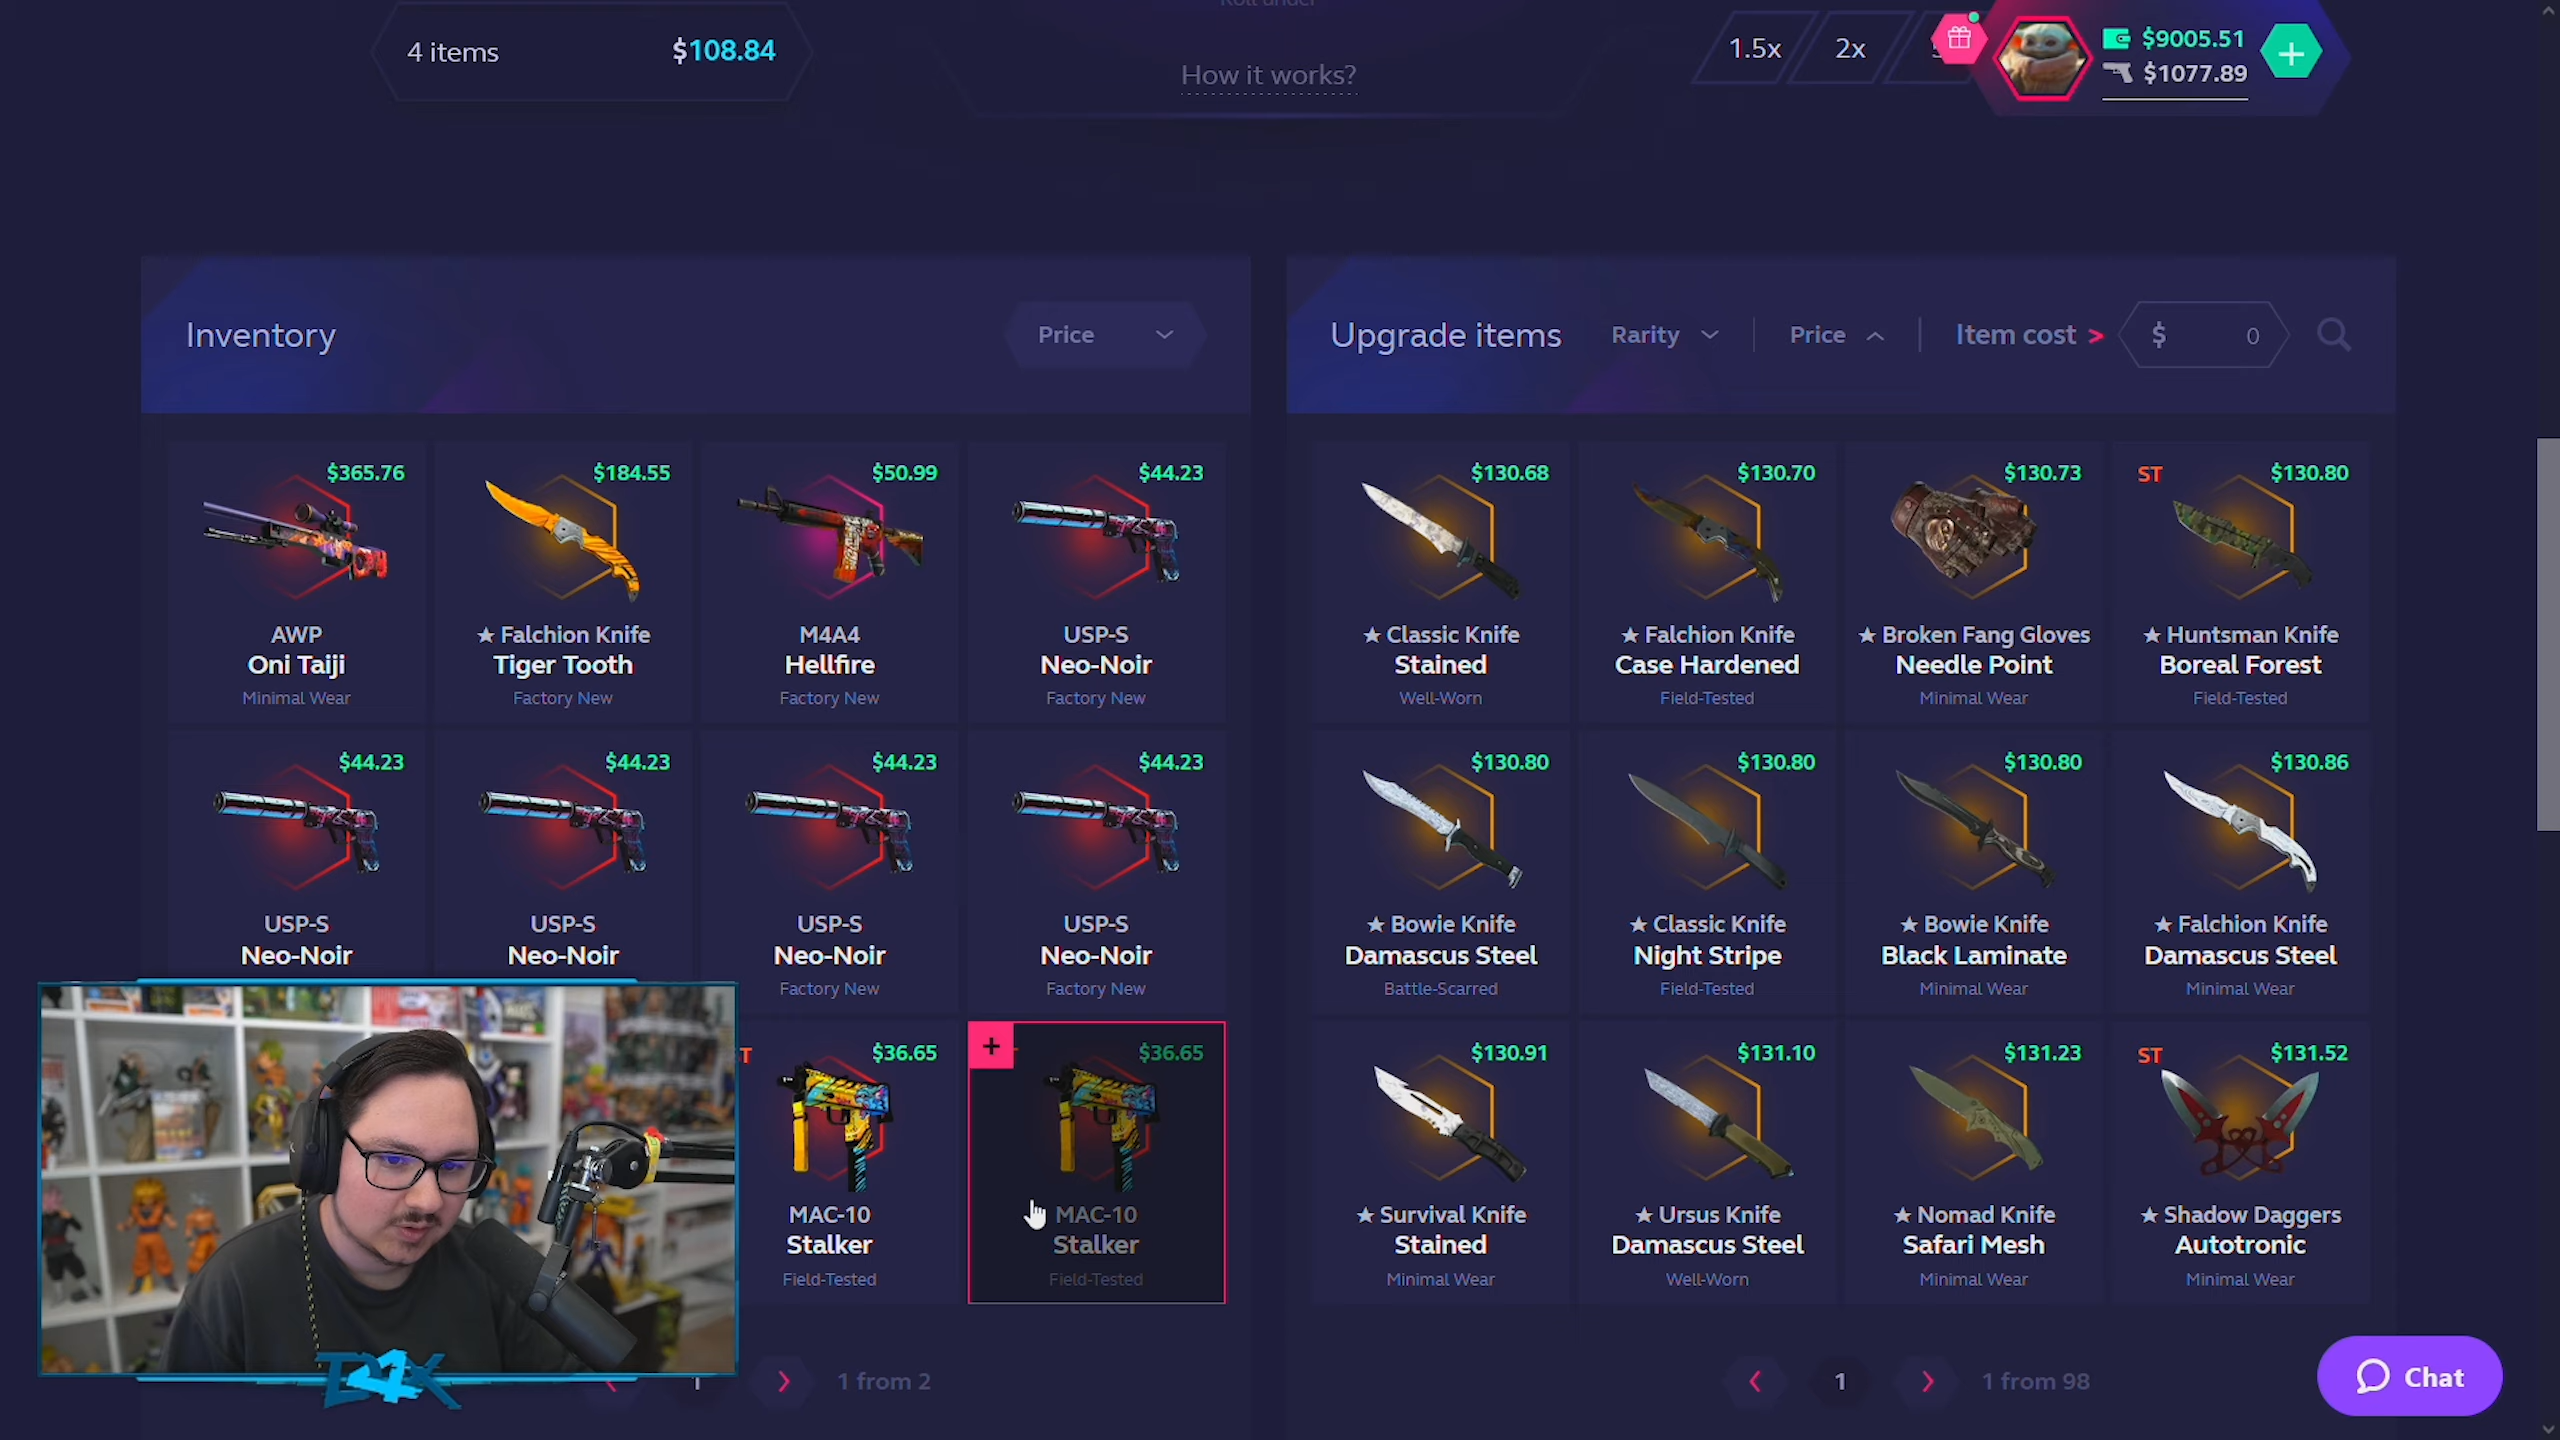 4 items
$108.84
How it works?
1.5x
2x
$9005.51
$1077.89
Inventory
Price
Upgrade items
Rarity
Price
Item cost >
$
0
$365.76
AWP
Oni Taiji
Minimal Wear
$184.55
★ Falchion Knife
Tiger Tooth
Factory New
$50.99
M4A4
Hellfire
Factory New
$44.23
USP-S
Neo-Noir
Factory New
$44.23
USP-S
Neo-Noir
$44.23
USP-S
Neo-Noir
$44.23
USP-S
Neo-Noir
Factory New
$44.23
USP-S
Neo-Noir
Factory New
$36.65
MAC-10
Stalker
Field-Tested
+
$36.65
MAC-10
Stalker
Field-Tested
1 from 2
$130.68
★ Classic Knife
Stained
Well-Worn
$130.70
★ Falchion Knife
Case Hardened
Field-Tested
$130.73
★ Broken Fang Gloves
Needle Point
Minimal Wear
ST
$130.80
★ Huntsman Knife
Boreal Forest
Field-Tested
$130.80
★ Bowie Knife
Damascus Steel
Battle-Scarred
$130.80
★ Classic Knife
Night Stripe
Field-Tested
$130.80
★ Bowie Knife
Black Laminate
Minimal Wear
$130.86
★ Falchion Knife
Damascus Steel
Minimal Wear
$130.91
★ Survival Knife
Stained
Minimal Wear
$131.10
★ Ursus Knife
Damascus Steel
Well-Worn
$131.23
★ Nomad Knife
Safari Mesh
Minimal Wear
ST
$131.52
★ Shadow Daggers
Autotronic
Minimal Wear
1
1 from 98
Chat